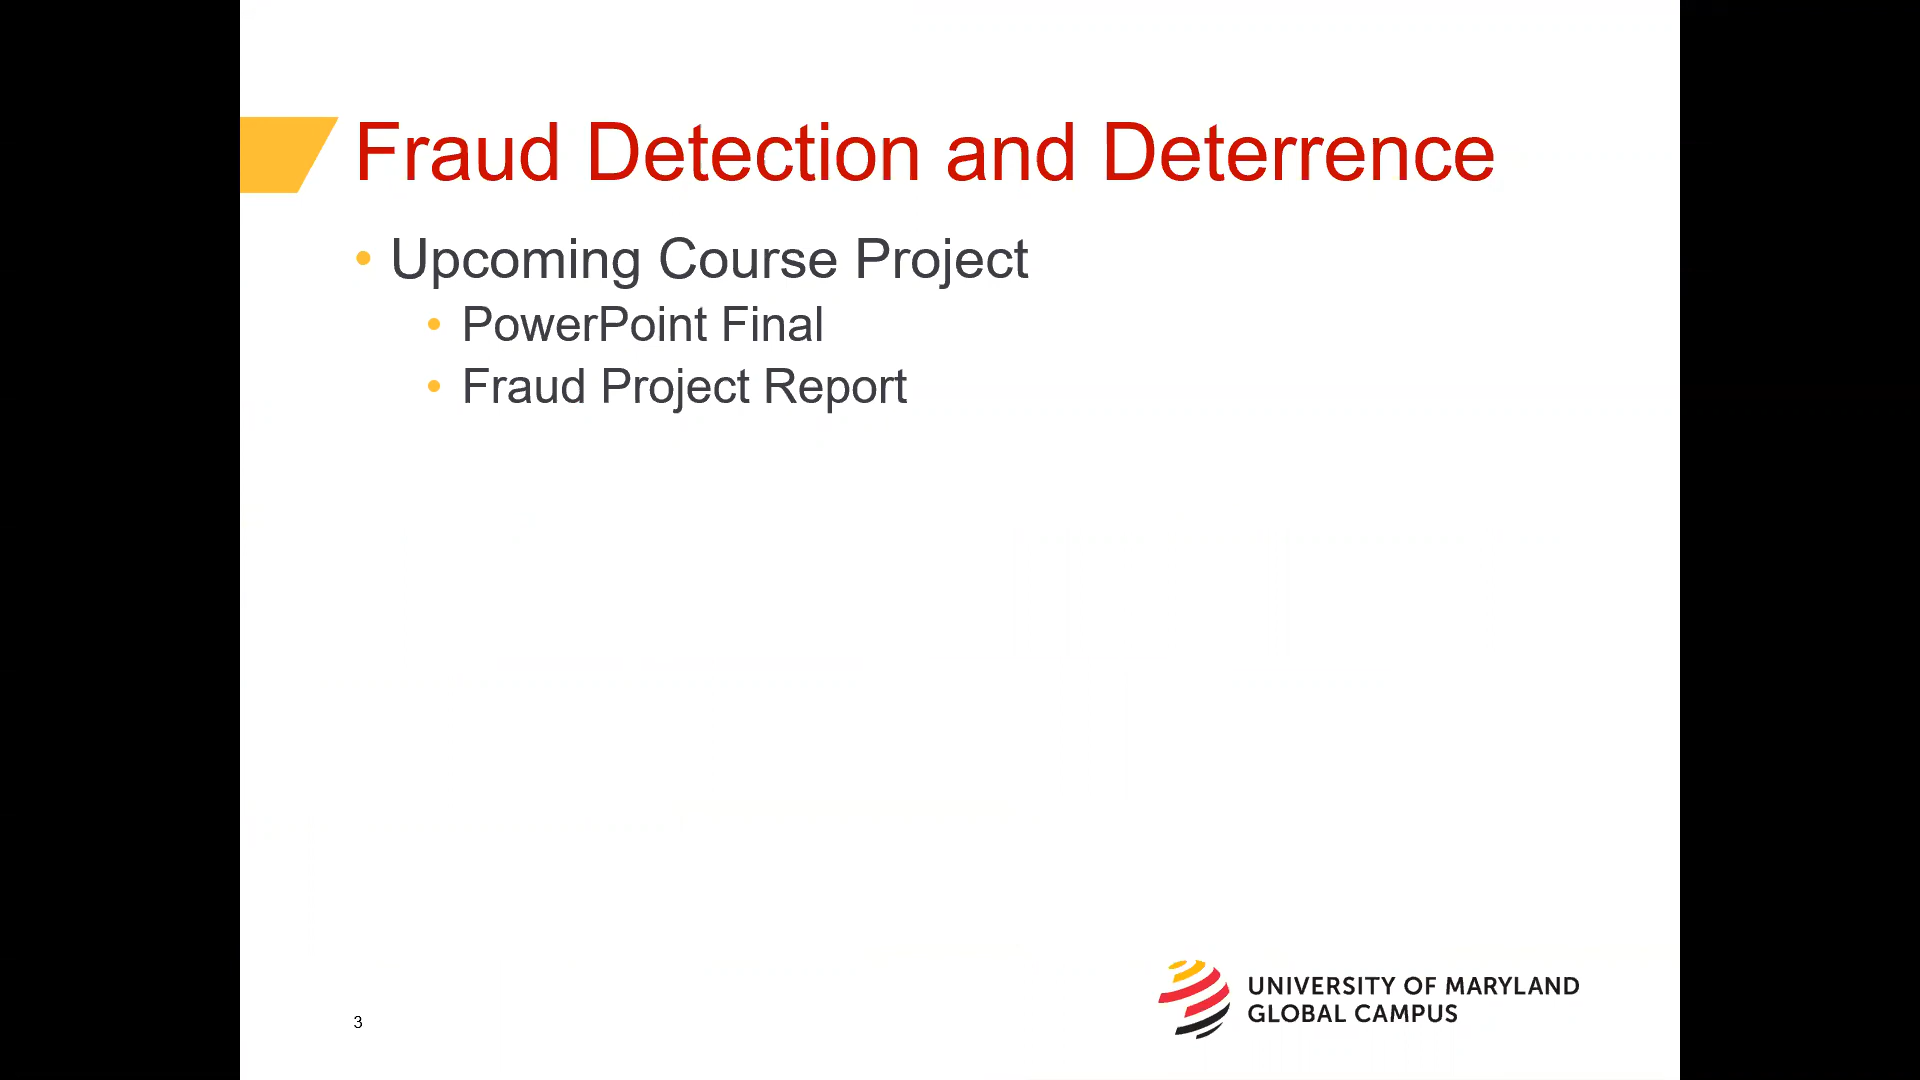 Fraud Detection and Deterrence
• Upcoming Course Project
• PowerPoint Final
• Fraud Project Report
3
UNIVERSITY OF MARYLAND
GLOBAL CAMPUS